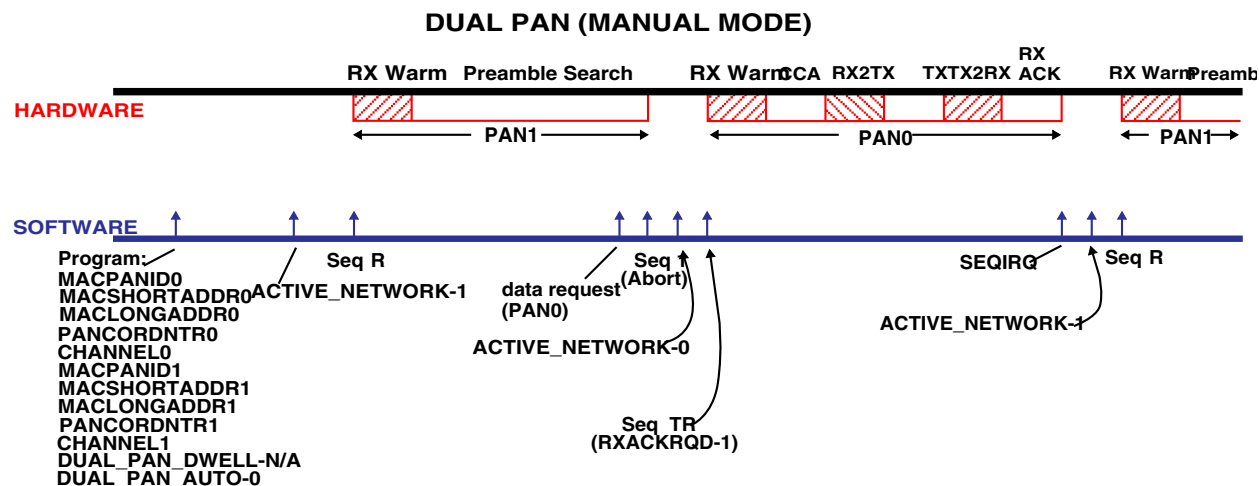 DUAL PAN (MANUAL MODE)
RX Warm Preamble Search RX Warm CCA RX2TX TXTX2RX RX ACK RX Warm Preamb
HARDWARE
PAN1 PAN0 PAN1
SOFTWARE
Program:
MACPANID0
MACSHORTADDR0
MACLONGADDR0
PANCORDNTR0
CHANNEL0
MACPANID1
MACSHORTADDR1
MACLONGADDR1
PANCORDNTR1
CHANNEL1
DUAL_PAN_DWELL-N/A
DUAL_PAN_AUTO-0
ACTIVE_NETWORK-1
Seq R
data request
(PAN0)
Seq I
(Abort)
ACTIVE_NETWORK-0
Seq TR
(RXACKRQD-1)
SEQIRQ
ACTIVE_NETWORK-1
Seq R